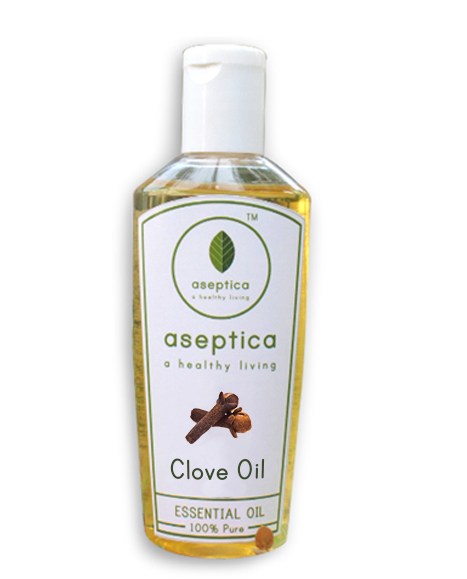 TM
aseptica
a healthy living
aseptica
a healthy living
Clove Oil
ESSENTIAL OIL
100% Pure